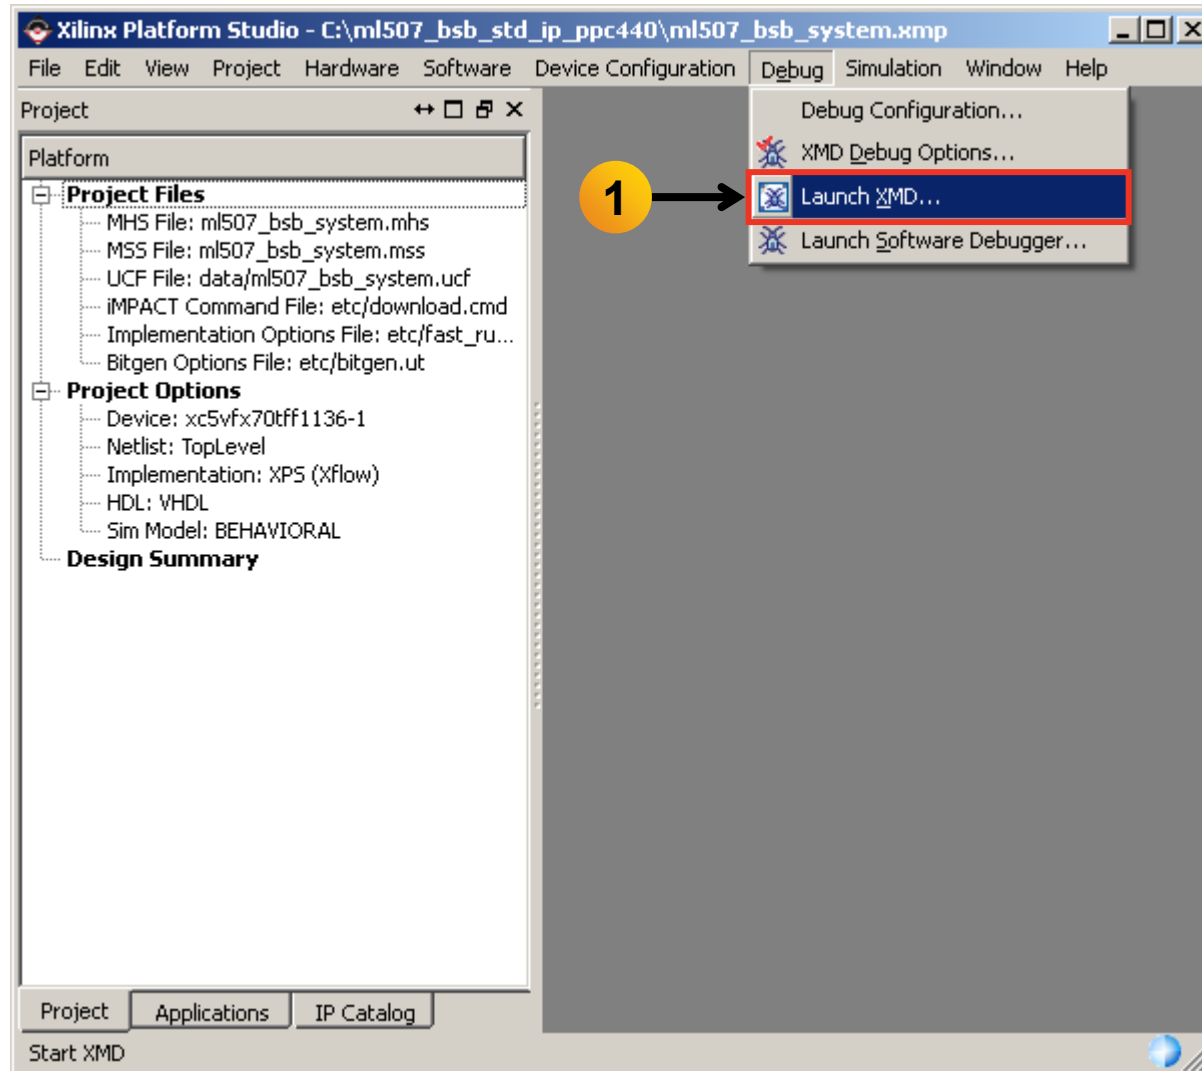 Xilinx Platform Studio - C:\ml507_bsb_std_ip_ppc440\ml507_bsb_system.xmp
File Edit View Project Hardware Software Device Configuration Debug Simulation Window Help
Project
Platform
Project Files
MHS File: ml507_bsb_system.mhs
MSS File: ml507_bsb_system.mss
UCF File: data/ml507_bsb_system.ucf
iMPACT Command File: etc/download.cmd
Implementation Options File: etc/fast_ru...
Bitgen Options File: etc/bitgen.ut
Project Options
Device: xc5vfx70tff1136-1
Netlist: TopLevel
Implementation: XPS (Xflow)
HDL: VHDL
Sim Model: BEHAVIORAL
Design Summary
Debug Configuration...
XMD Debug Options...
1
Launch XMD...
Launch Software Debugger...
Project Applications IP Catalog
Start XMD